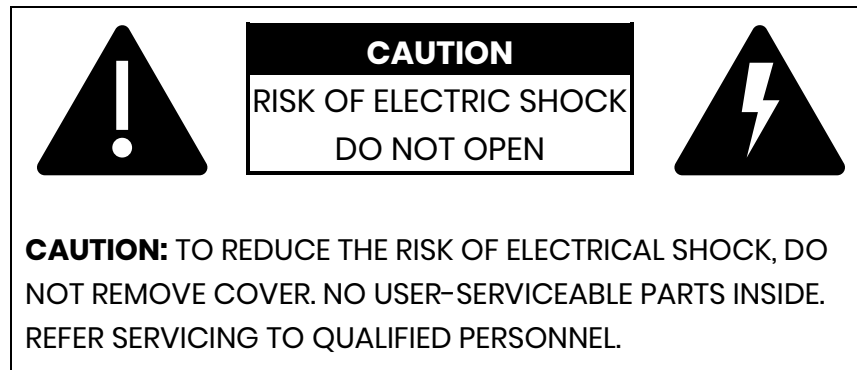 CAUTION
RISK OF ELECTRIC SHOCK
DO NOT OPEN
CAUTION: TO REDUCE THE RISK OF ELECTRICAL SHOCK, DO
NOT REMOVE COVER. NO USER-SERVICEABLE PARTS INSIDE.
REFER SERVICING TO QUALIFIED PERSONNEL.